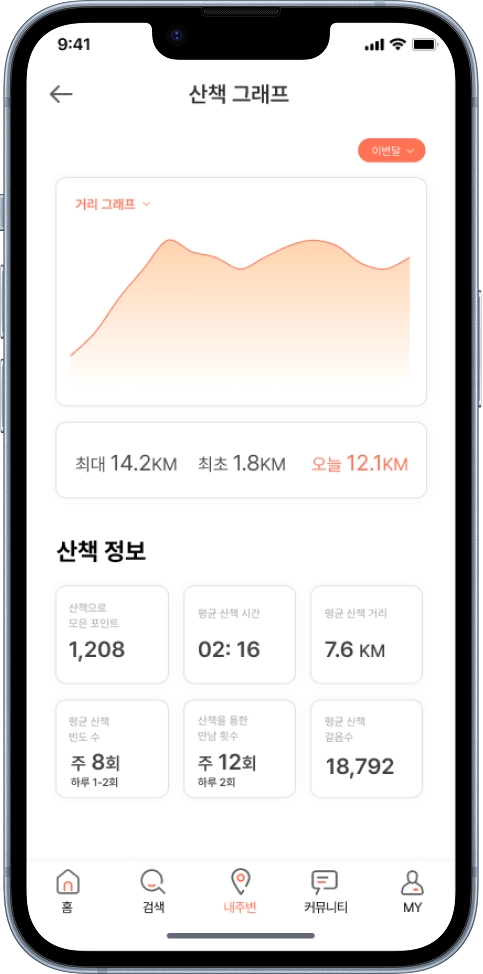 9:41
산책 그래프
이번달
거리 그래프
최대 14.2KM 최초 1.8KM 오늘 12.1KM
산책 정보
산책으로
모은 포인트
1,208
평균 산책 시간
02: 16
평균 산책 거리
7.6 KM
평균 산책
빈도 수
주 8회
하루 1-2회
산책을 통한
만남 횟수
주 12회
하루 2회
평균 산책
걸음수
18,792
홈 검색 내주변 커뮤니티 MY